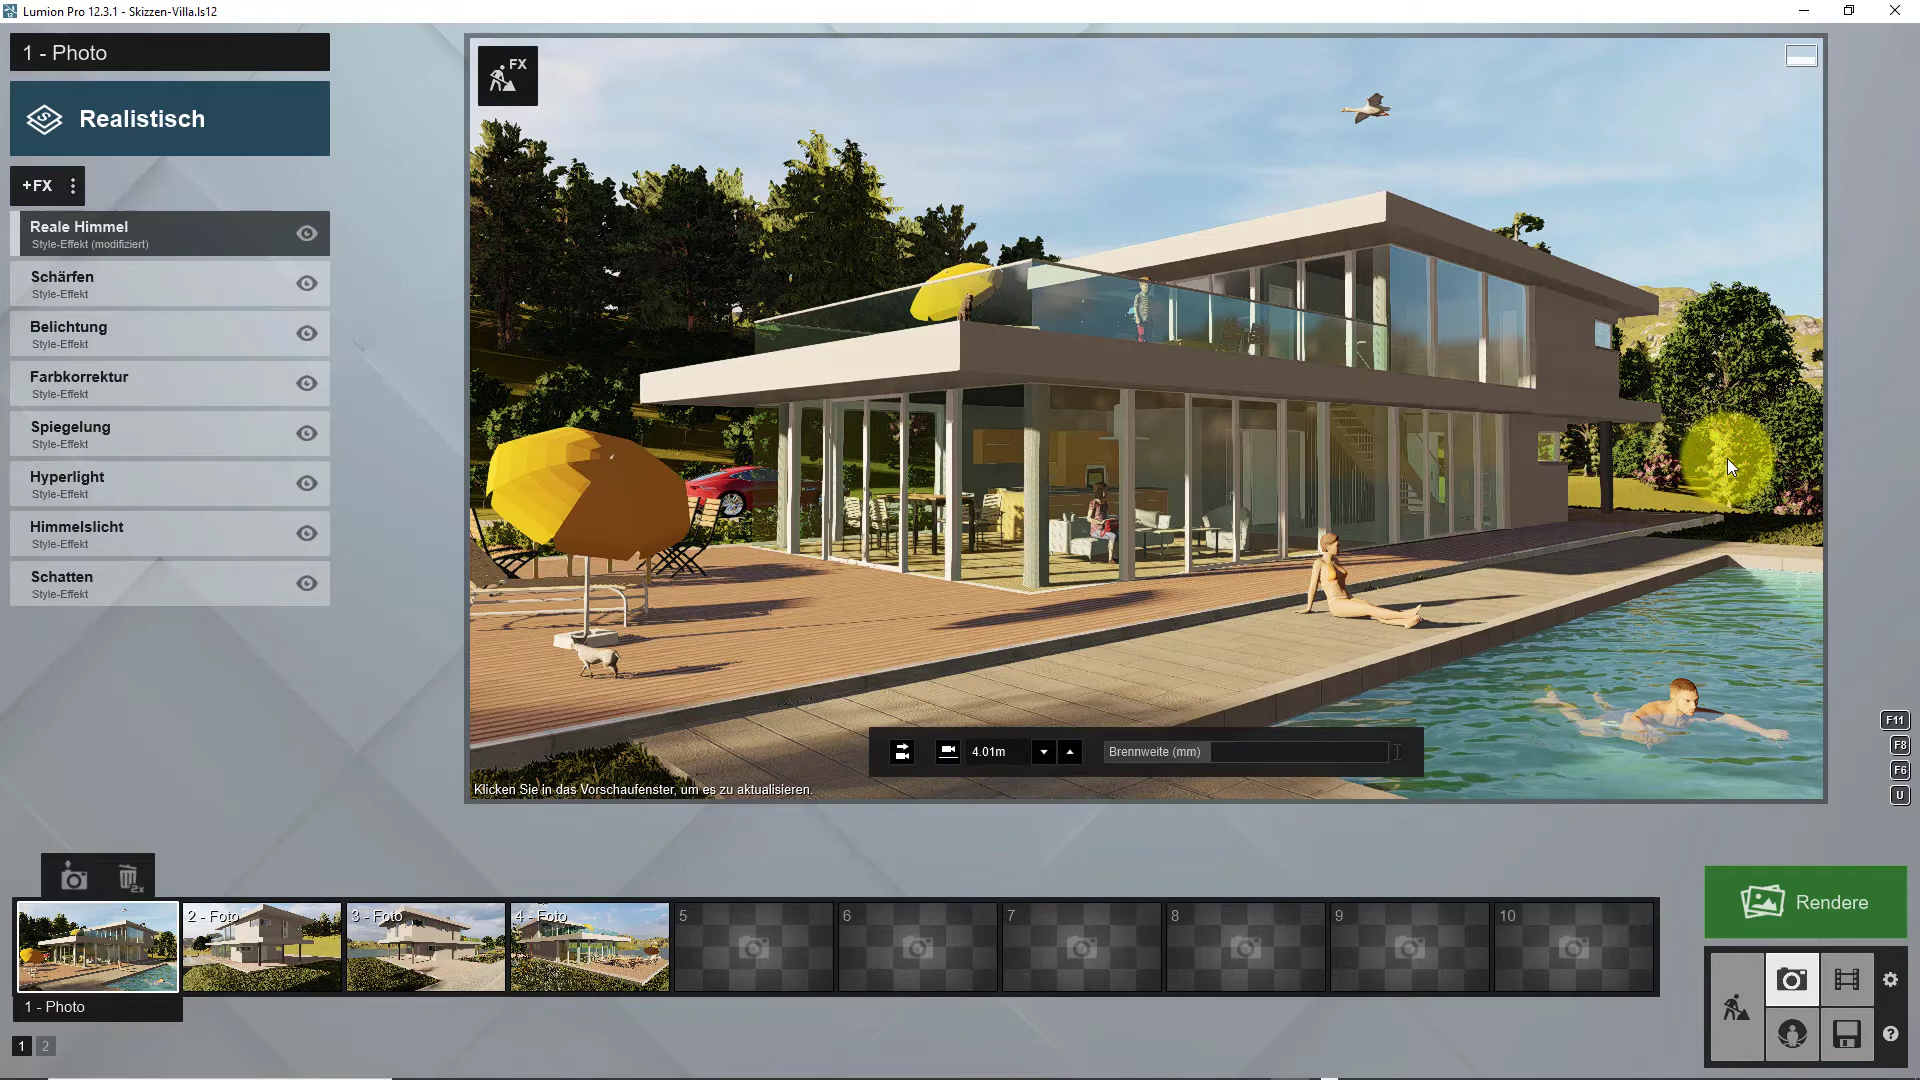 Lumion Pro 12.3.1 - Skizzen-Villa.ls12
1 - Photo
Realistisch
+FX
Reale Himmel
Style-Effekt (modifiziert)
Schärfen
Style-Effekt
Belichtung
Style-Effekt
Farbkorrektur
Style-Effekt
Spiegelung
Style-Effekt
Hyperlight
Style-Effekt
Himmelslicht
Style-Effekt
Schatten
Style-Effekt
FX
4.01m
Brennweite (mm)
Klicken Sie in das Vorschaufenster, um es zu aktualisieren.
F11
F8
F6
U
2x
2 - Foto
3 - Foto
4 - Foto
5
6
7
8
9
10
1 - Photo
1
2
Rendere
?